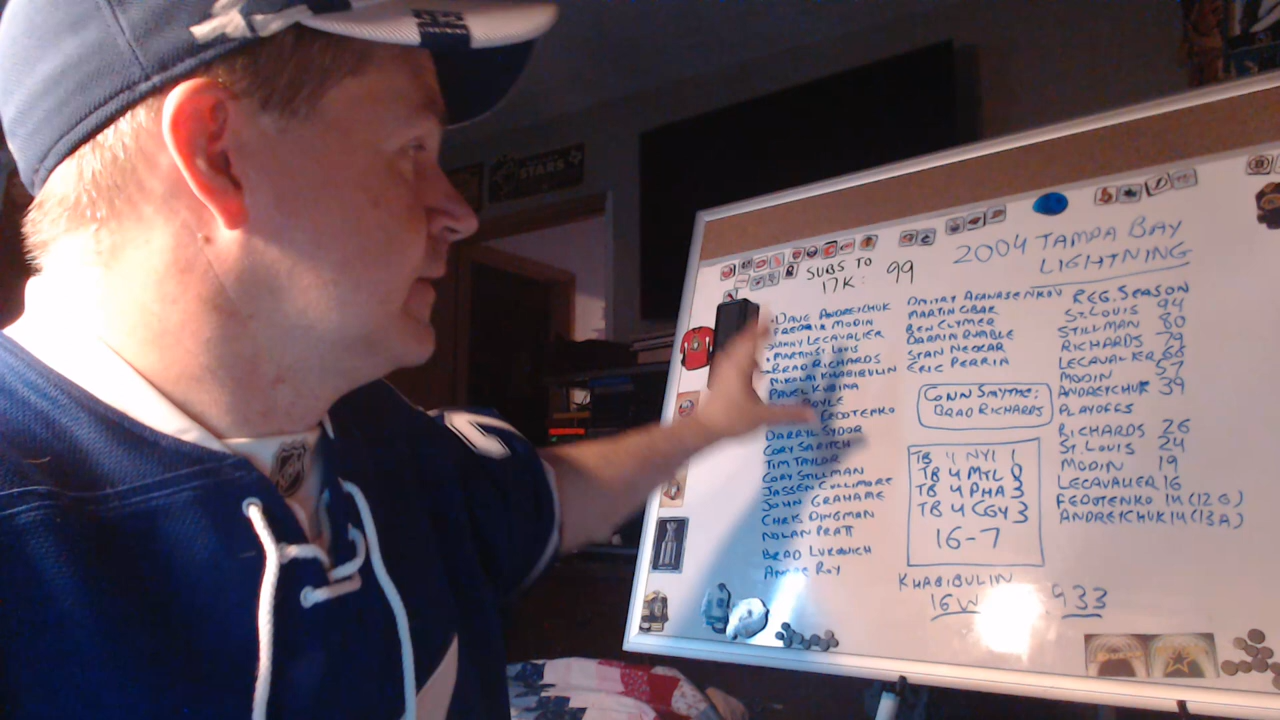 STARS
SUBS TO
17K: 99
2004 TAMPA BAY
LIGHTNING
DAVE ANDREYCHUK
FREDRIK MODIN
VINNY LECAVALIER
MARTIN ST. LOUIS
BRAD RICHARDS
NIKOLAI KHABIBULIN
PAVEL KUBINA
BOYLE
FEDOTENKO
DARRYL SYDOR
CORY SARITCH
TIM TAYLOR
CORY STILLMAN
JASSEN CULLIMORE
JOHN GRAHAME
CHRIS DINGMAN
NOLAN PRATT
BRAD LUKOWICH
ANDRE ROY
DMITRY AFANASENKOV
MARTIN CIBAK
BEN CLYMER
STAN NECKAR
ERIC PERRIN
CONN SMYTHE:
BRAD RICHARDS
TB 4 NYI 1
TB 4 MTL 0
TB 4 PHA 3
TB 4 CGY 3
16-7
KHABIBULIN
16W 933
REG. SEASON
ST. LOUIS 94
STILLMAN 80
RICHARDS 79
LECAVALIER 66
MODIN 57
ANDREYCHUK 39
PLAYOFFS
RICHARDS 26
ST. LOUIS 24
MODIN 19
LECAVALIER 16
FEDOTENKO 14 (12 G)
ANDREYCHUK 14 (13 A)